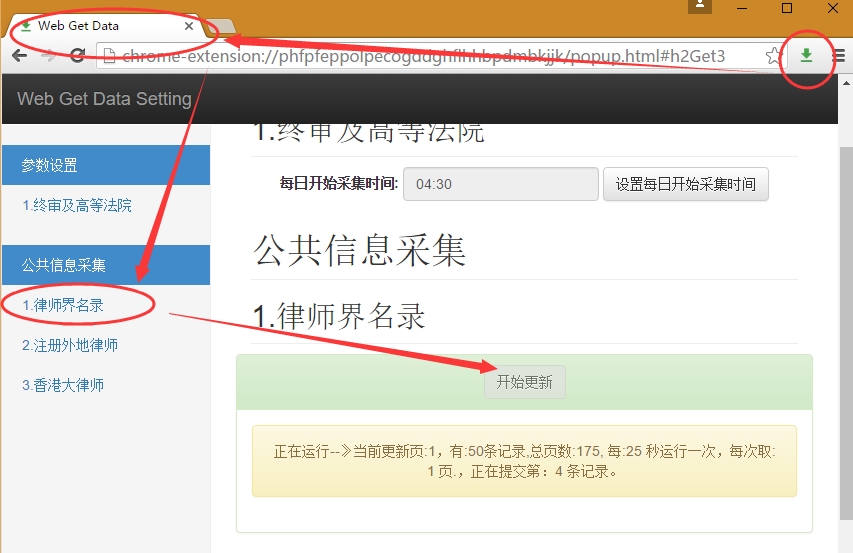 Web Get Data
chrome-extension://phfpfeppolpecogddghflhhbpdmbkjjk/popup.html#h2Get3
Web Get Data Setting
参数设置
1.终审及高等法院
公共信息采集
1.律师界名录
2.注册外地律师
3.香港大律师
1.终审及高等法院
每日开始采集时间:
04:30
设置每日开始采集时间
公共信息采集
1.律师界名录
开始更新
正在运行--》当前更新页:1，有:50条记录,总页数:175, 每:25 秒运行一次，每次取:
1 页.，正在提交第：4 条记录。